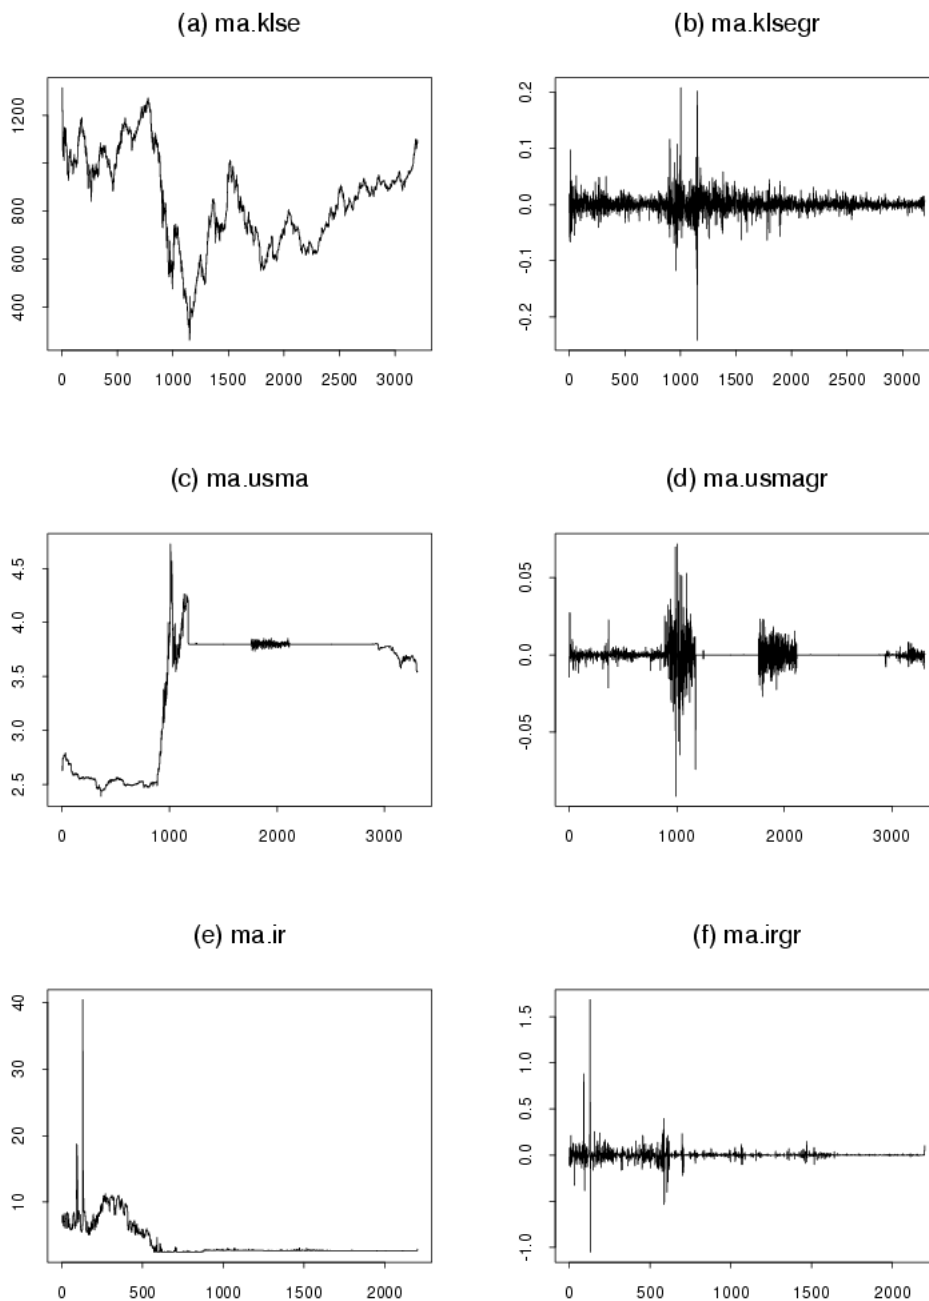 (a) ma.klse
(b) ma.klsegr
1200
800
600
400
0 500 1000 1500 2000 2500 3000
0.2
0.1
0.0
-0.1
-0.2
0 500 1000 1500 2000 2500 3000
(c) ma.usma
(d) ma.usmagr
4.5
4.0
3.5
3.0
2.5
0 1000 2000 3000
0.05
0.0
-0.05
0 1000 2000 3000
(e) ma.ir
(f) ma.irgr
40
30
20
10
0 500 1000 1500 2000
1.5
1.0
0.5
0.0
-1.0
0 500 1000 1500 2000